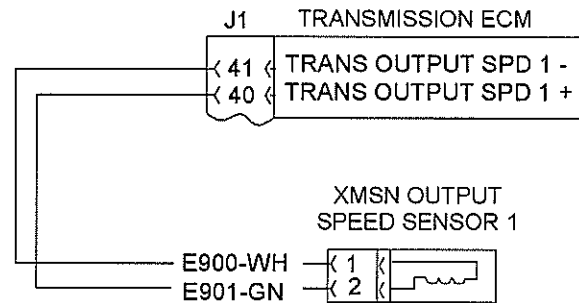 J1 TRANSMISSION ECM
41 TRANS OUTPUT SPD 1 -
40 TRANS OUTPUT SPD 1 +
XMSN OUTPUT
SPEED SENSOR 1
E900-WH 1
E901-GN 2